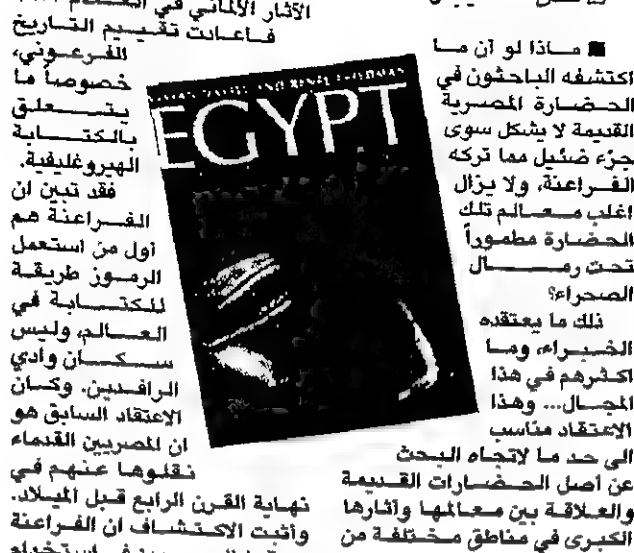 ماذا لو أن ما
اكتشفه الباحثون في
الحضارة المصرية
القديمة لا يشكل سوى
جزء ضئيل مما تركه
الفراعنة، ولا يزال
اغلب معالم تلك
الحضارة مطموراً
تحت رمال
الصحراء؟
ذلك ما يعتقده
الخبراء، وما
اكثرهم في هذا
المجال... وهذا
الاعتقاد مناسب
الى حد ما لاتجاه البحث
عن أصل الحضارات القديمة
والعلاقة بين معالمها وآثارها
الكبرى في مناطق مختلفة من
EGYPT
الآثار الألماني في
فأعادت تقييم التاريخ
الفرعوني،
خصوصاً ما
يتعلق
بالكتابة
الهيروغليفية.
فقد تبين ان
الفراعنة هم
أول من استعمل
الرموز طريقة
للكتابة في
العالم، وليس
سكان وادي
الرافدين. وكان
الاعتقاد السابق هو
ان المصريين القدماء
نقلوها عنهم في
نهاية القرن الرابع قبل الميلاد.
وأثبت الاكتشاف ان الفراعنة
في استخدام